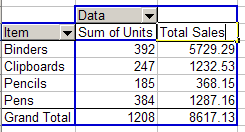 Data
Item Sum of Units Total Sales
Binders 392 5729.29
Clipboards 247 1232.53
Pencils 185 368.15
Pens 384 1287.16
Grand Total 1208 8617.13